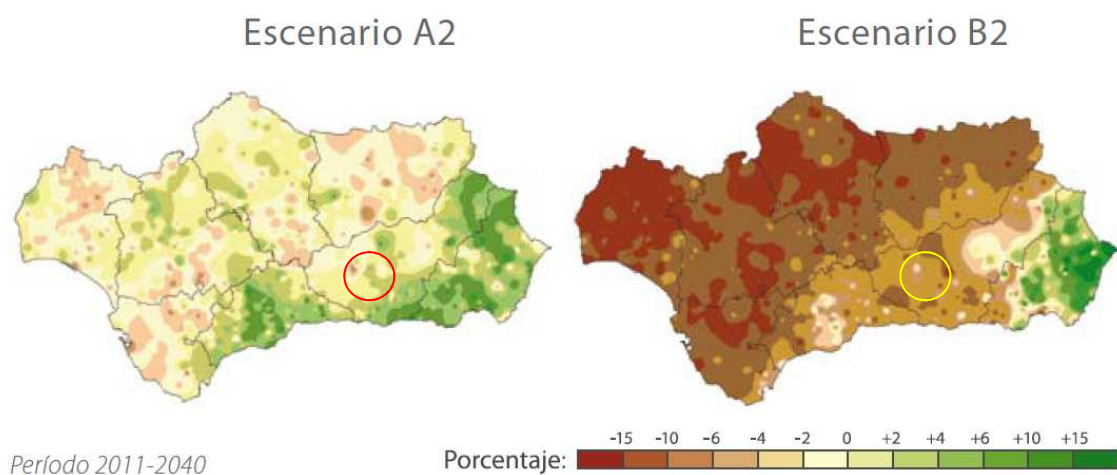 Escenario A2 Escenario B2
Período 2011-2040
Porcentaje: -15 -10 -6 -4 -2 0 +2 +4 +6 +10 +15